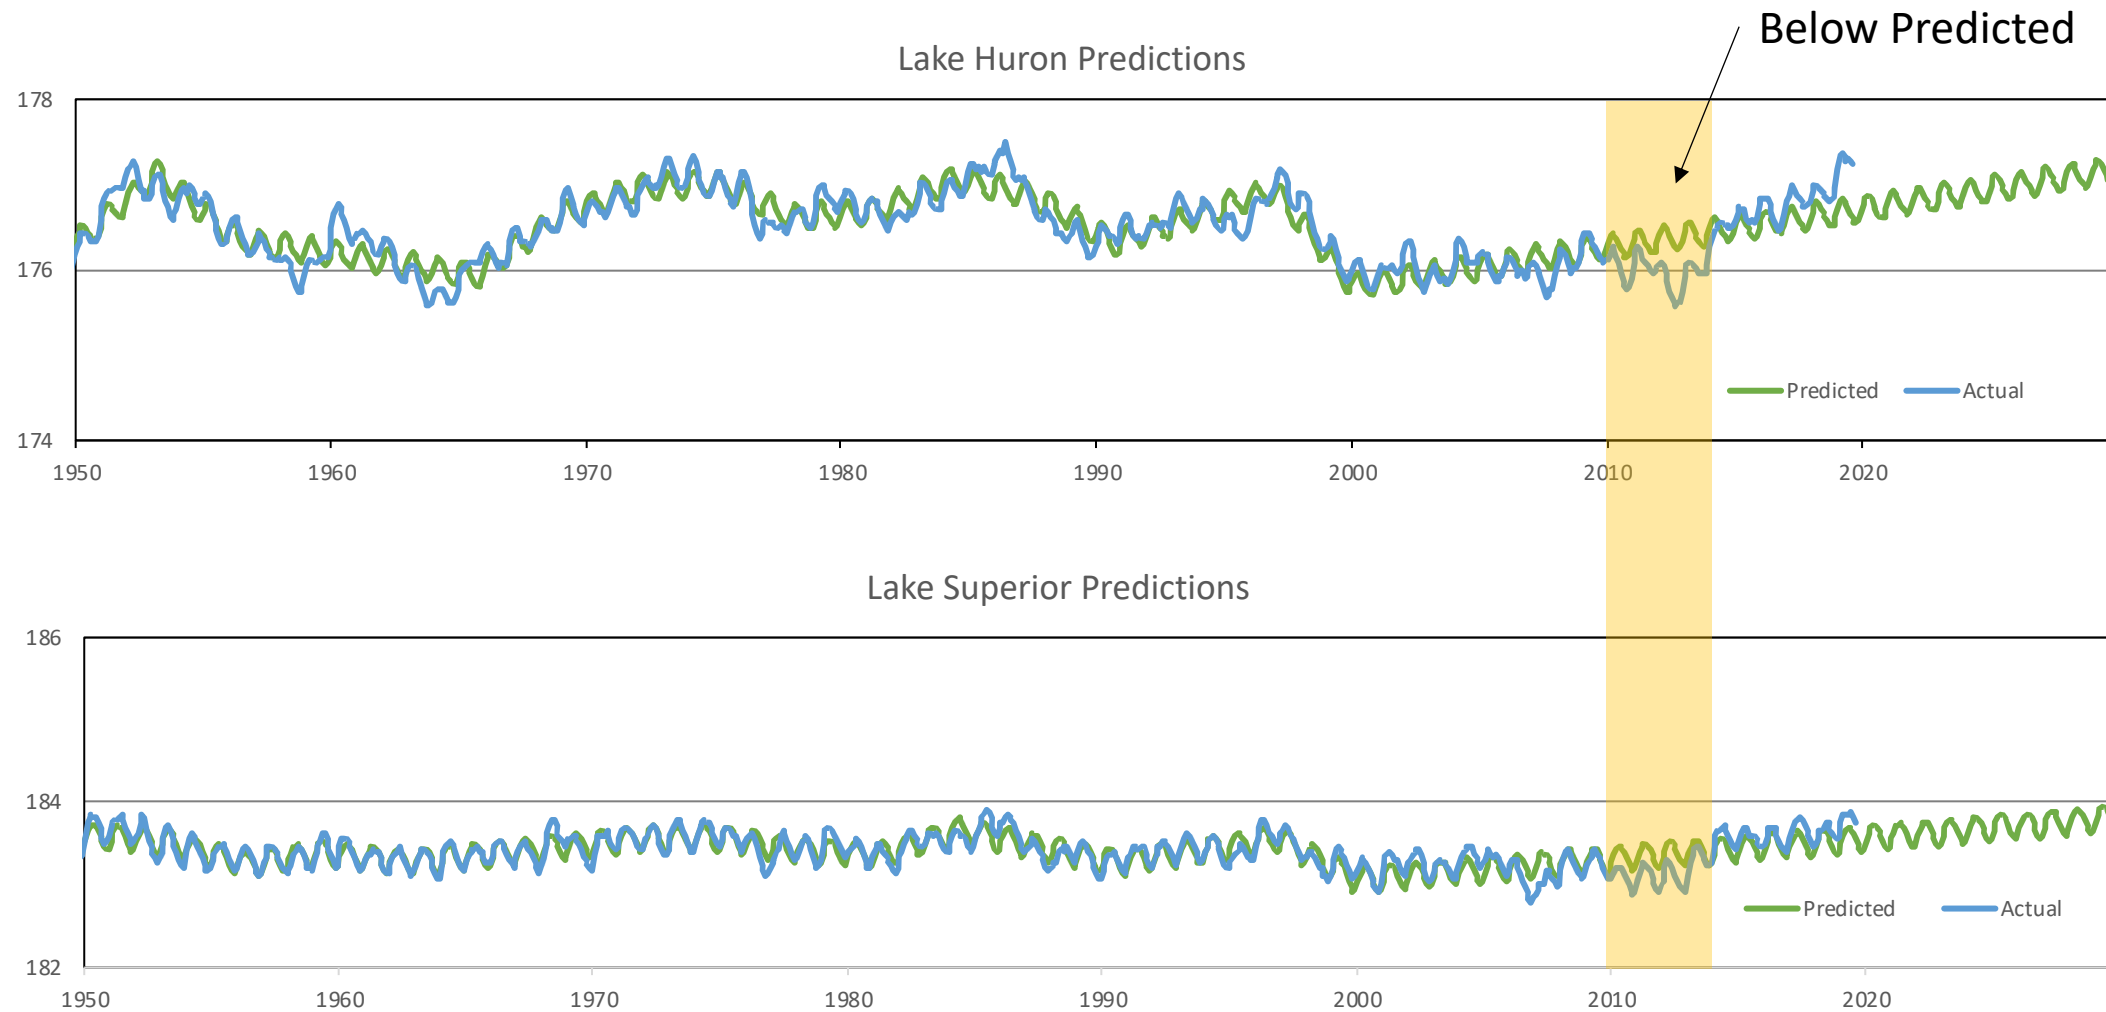 Below Predicted
Lake Huron Predictions
178
176
174
Predicted Actual
1950 1960 1970 1980 1990 2000 2010 2020
Lake Superior Predictions
186
184
182
Predicted Actual
1950 1960 1970 1980 1990 2000 2010 2020